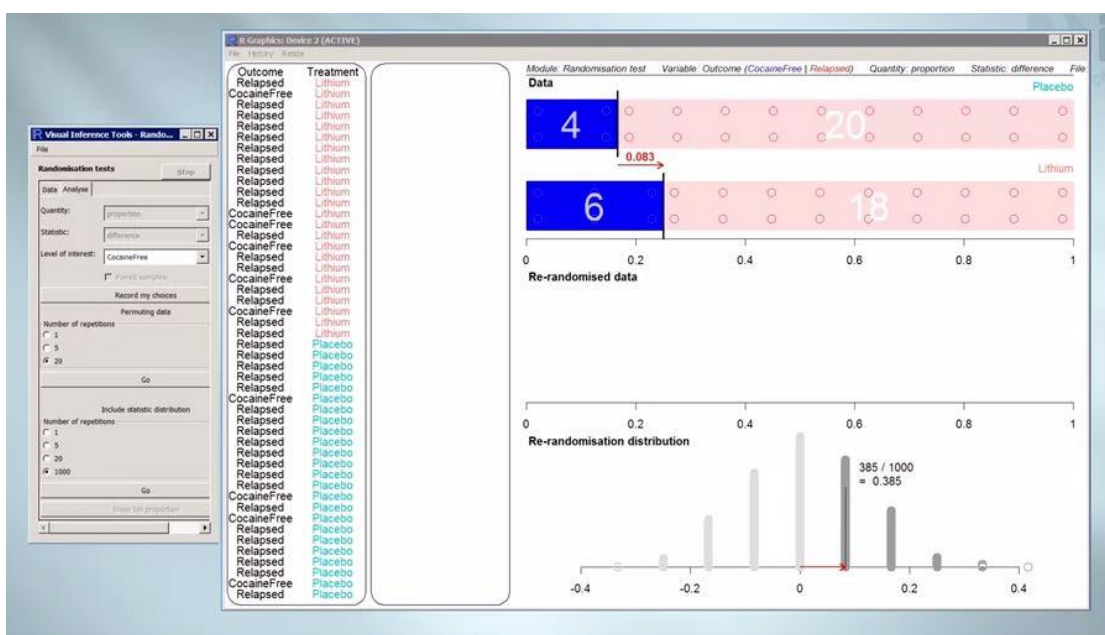 Visual Inference Tools - Rando...
File
Randomisation tests
Stop
Data Analyse
Quantity: proportion
Statistic: difference
Level of interest: CocaineFree
Paired samples
Record my choices
Permuting data
Number of repetitions
1
5
20
Go
Include statistic distribution
Number of repetitions
1
5
20
1000
Go
Show tail proportion
R Graphics: Device 2 (ACTIVE)
File History Resize
Outcome Treatment
Relapsed Lithium
CocaineFree Lithium
Relapsed Lithium
Relapsed Lithium
Relapsed Lithium
Relapsed Lithium
Relapsed Lithium
Relapsed Lithium
Relapsed Lithium
Relapsed Lithium
Relapsed Lithium
Relapsed Lithium
CocaineFree Lithium
CocaineFree Lithium
Relapsed Lithium
CocaineFree Lithium
Relapsed Lithium
Relapsed Lithium
CocaineFree Lithium
Relapsed Lithium
Relapsed Lithium
CocaineFree Lithium
Relapsed Lithium
Relapsed Lithium
Relapsed Placebo
Relapsed Placebo
Relapsed Placebo
Relapsed Placebo
Relapsed Placebo
CocaineFree Placebo
Relapsed Placebo
Relapsed Placebo
Relapsed Placebo
Relapsed Placebo
Relapsed Placebo
Relapsed Placebo
Relapsed Placebo
Relapsed Placebo
CocaineFree Placebo
Relapsed Placebo
CocaineFree Placebo
Relapsed Placebo
Relapsed Placebo
Relapsed Placebo
Relapsed Placebo
Relapsed Placebo
CocaineFree Placebo
Relapsed Placebo
Module: Randomisation test Variable: Outcome (CocaineFree | Relapsed) Quantity: proportion Statistic: difference File
Data
Placebo
4 20
0.083
Lithium
6 18
0 0.2 0.4 0.6 0.8 1
Re-randomised data
0 0.2 0.4 0.6 0.8 1
Re-randomisation distribution
385 / 1000
= 0.385
-0.4 -0.2 0 0.2 0.4